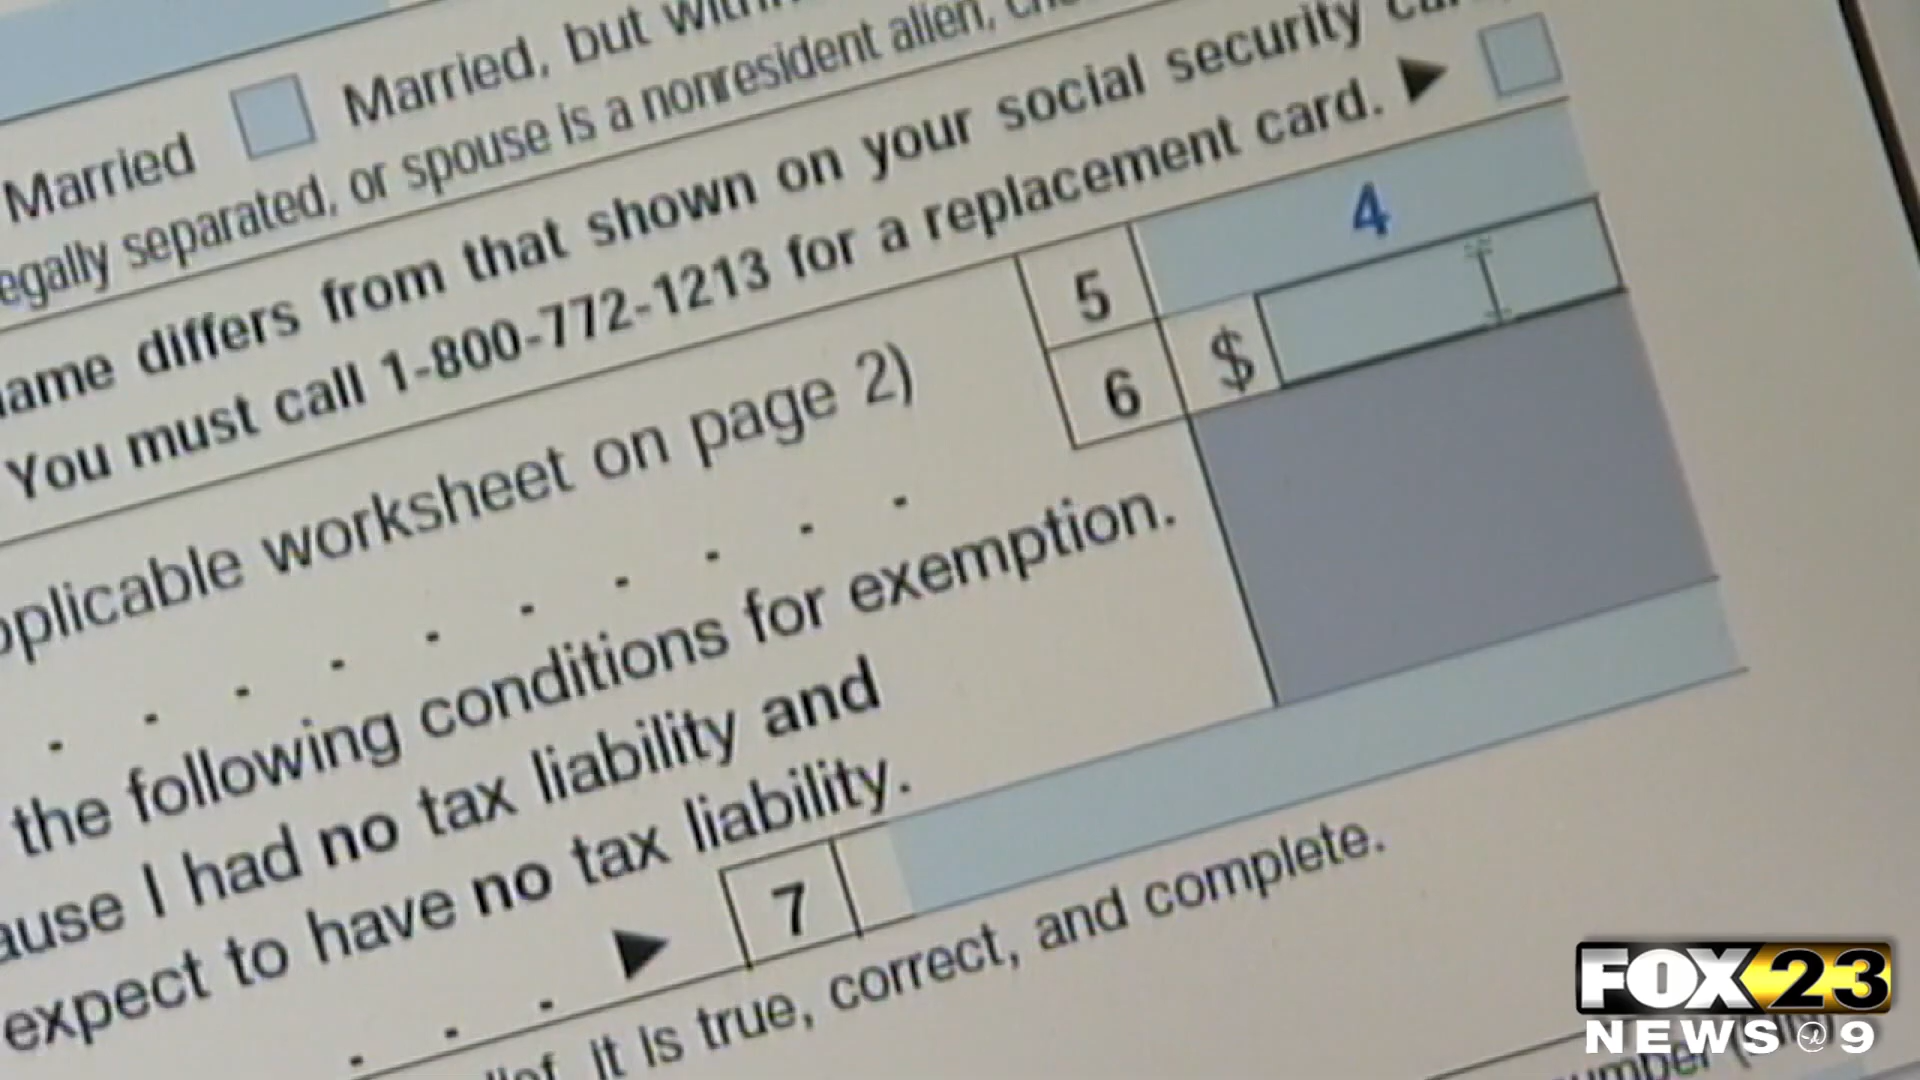 Married Married, but
egally separated, or spouse is a nonresident alien,
ame differs from that shown on your social security
You must call 1-800-772-1213 for a replacement card. ▶
5 4
plicable worksheet on page 2)
6 $
. . . . . . . . . .
the following conditions for exemption.
ause I had no tax liability and
expect to have no tax liability.
. . . ▶ 7
it is true, correct, and complete.
FOX 23
NEWS @ 9